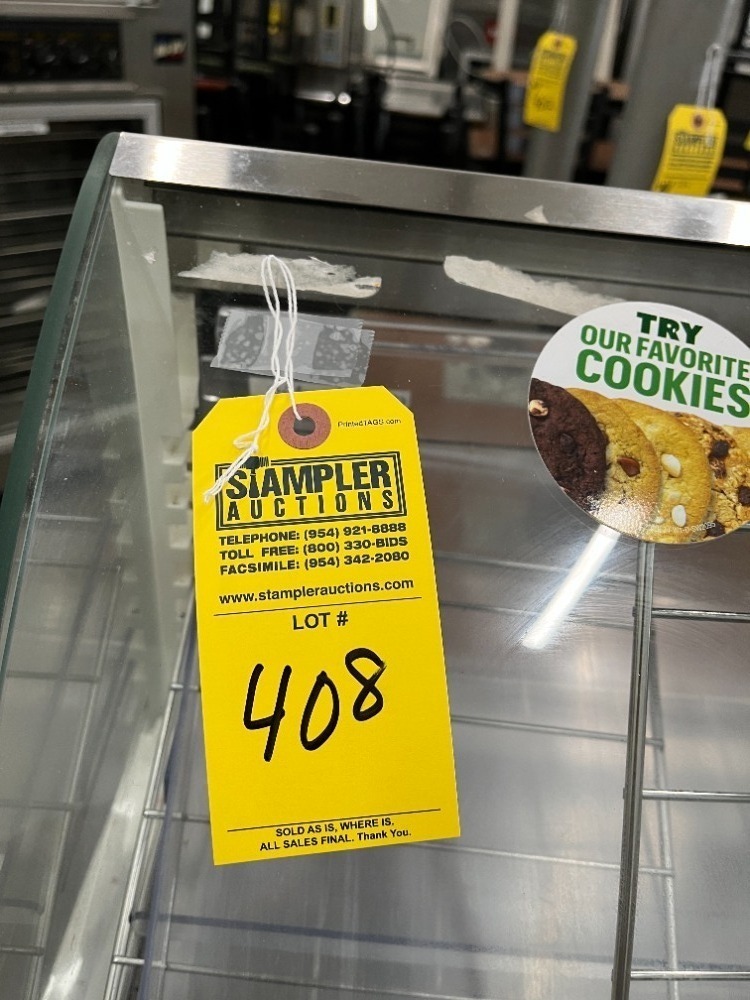 PrintedTAGS.com
STAMPLER
AUCTIONS
TELEPHONE: (954) 921-8888
TOLL FREE: (800) 330-BIDS
FACSIMILE: (954) 342-2080
www.stamplerauctions.com
LOT #
408
SOLD AS IS, WHERE IS.
ALL SALES FINAL. Thank You.
TRY
OUR FAVORITE
COOKIES